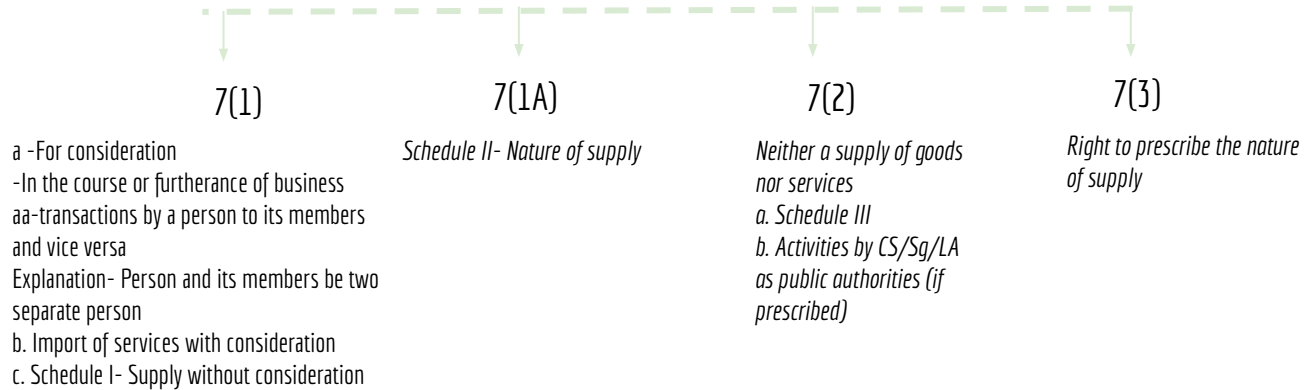 7(1)
a -For consideration
-In the course or furtherance of business
aa-transactions by a person to its members
and vice versa
Explanation- Person and its members be two
separate person
b. Import of services with consideration
c. Schedule I- Supply without consideration
7(1A)
Schedule II- Nature of supply
7(2)
Neither a supply of goods
nor services
a. Schedule III
b. Activities by CS/Sg/LA
as public authorities (if
prescribed)
7(3)
Right to prescribe the nature
of supply